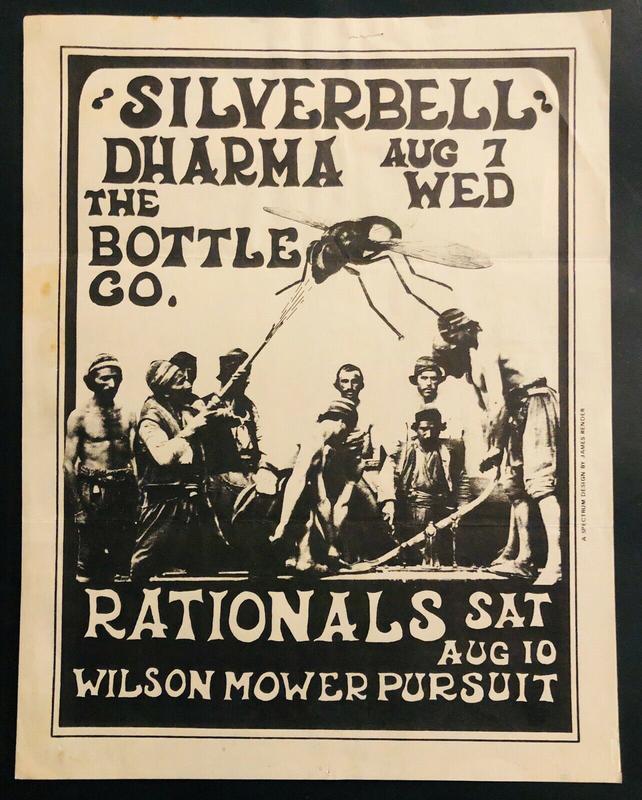 SILVERBELL
DHARMA
AUG 7
WED
THE
BOTTLE
CO.
RATIONALS SAT
AUG 10
WILSON MOWER PURSUIT
A SPECTRUM DESIGN BY JAMES RENDER